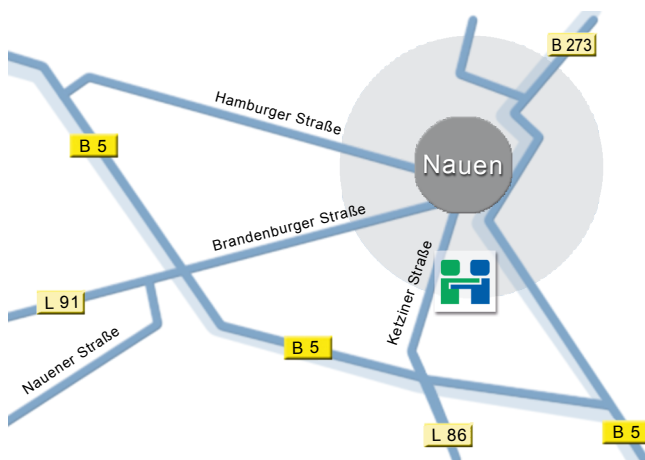 B 273
Hamburger Straße
B 5
Nauen
Brandenburger Straße
Ketziner Straße
L 91
Nauener Straße
B 5
L 86
B 5